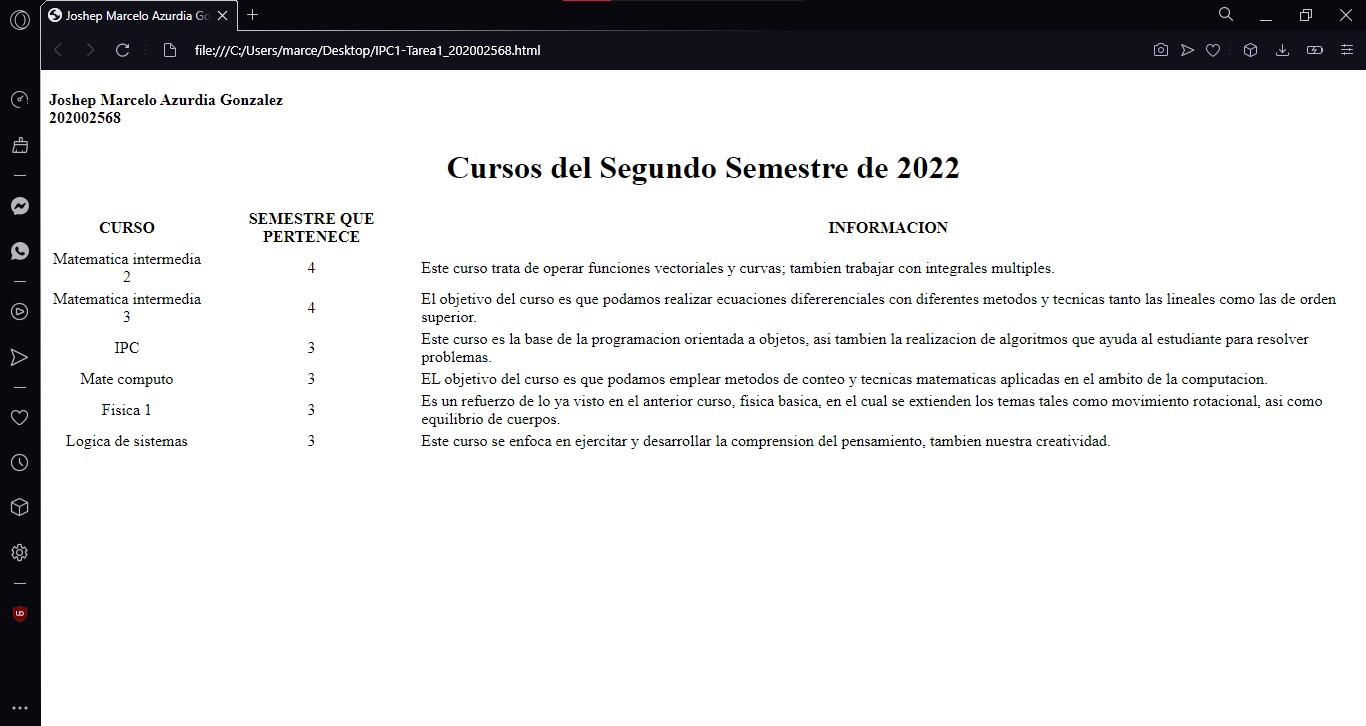 Joshep Marcelo Azurdia Go
file:///C:/Users/marce/Desktop/IPC1-Tarea1_202002568.html
Joshep Marcelo Azurdia Gonzalez
202002568
Cursos del Segundo Semestre de 2022
CURSO
SEMESTRE QUE
PERTENECE
INFORMACION
Matematica intermedia
2
4
Este curso trata de operar funciones vectoriales y curvas; tambien trabajar con integrales multiples.
Matematica intermedia
3
4
El objetivo del curso es que podamos realizar ecuaciones difererenciales con diferentes metodos y tecnicas tanto las lineales como las de orden
superior.
IPC
3
Este curso es la base de la programacion orientada a objetos, asi tambien la realizacion de algoritmos que ayuda al estudiante para resolver
problemas.
Mate computo
3
EL objetivo del curso es que podamos emplear metodos de conteo y tecnicas matematicas aplicadas en el ambito de la computacion.
Fisica 1
3
Es un refuerzo de lo ya visto en el anterior curso, fisica basica, en el cual se extienden los temas tales como movimiento rotacional, asi como
equilibrio de cuerpos.
Logica de sistemas
3
Este curso se enfoca en ejercitar y desarrollar la comprension del pensamiento, tambien nuestra creatividad.